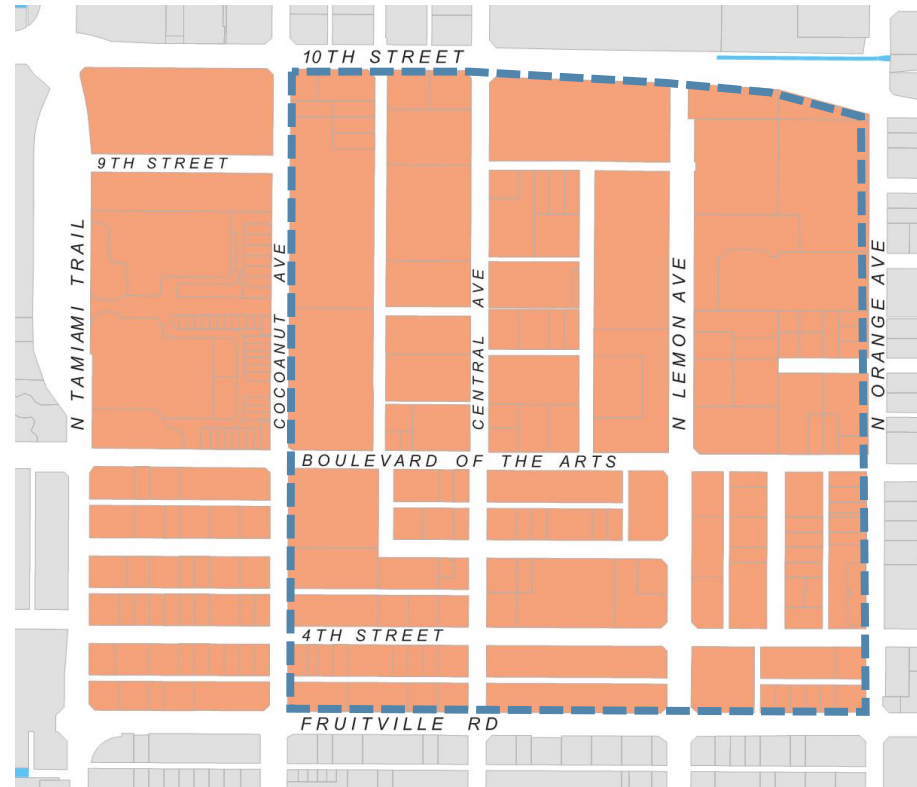 10TH STREET
9TH STREET
N TAMIAMI TRAIL
COCOANUT AVE
CENTRAL AVE
N LEMON AVE
N ORANGE AVE
BOULEVARD OF THE ARTS
4TH STREET
FRUITVILLE RD